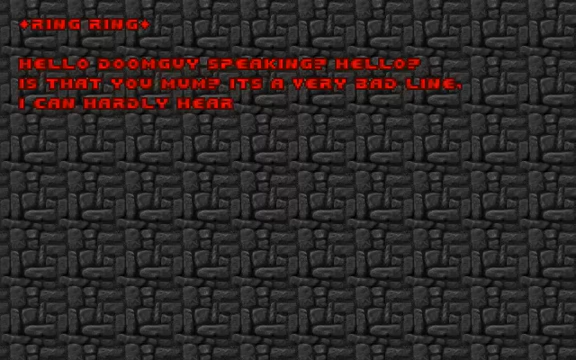 *RING RING*
HELLO DOOMGUY SPEAKING? HELLO?
IS THAT YOU MUM? ITS A VERY BAD LINE,
I CAN HARDLY HEAR